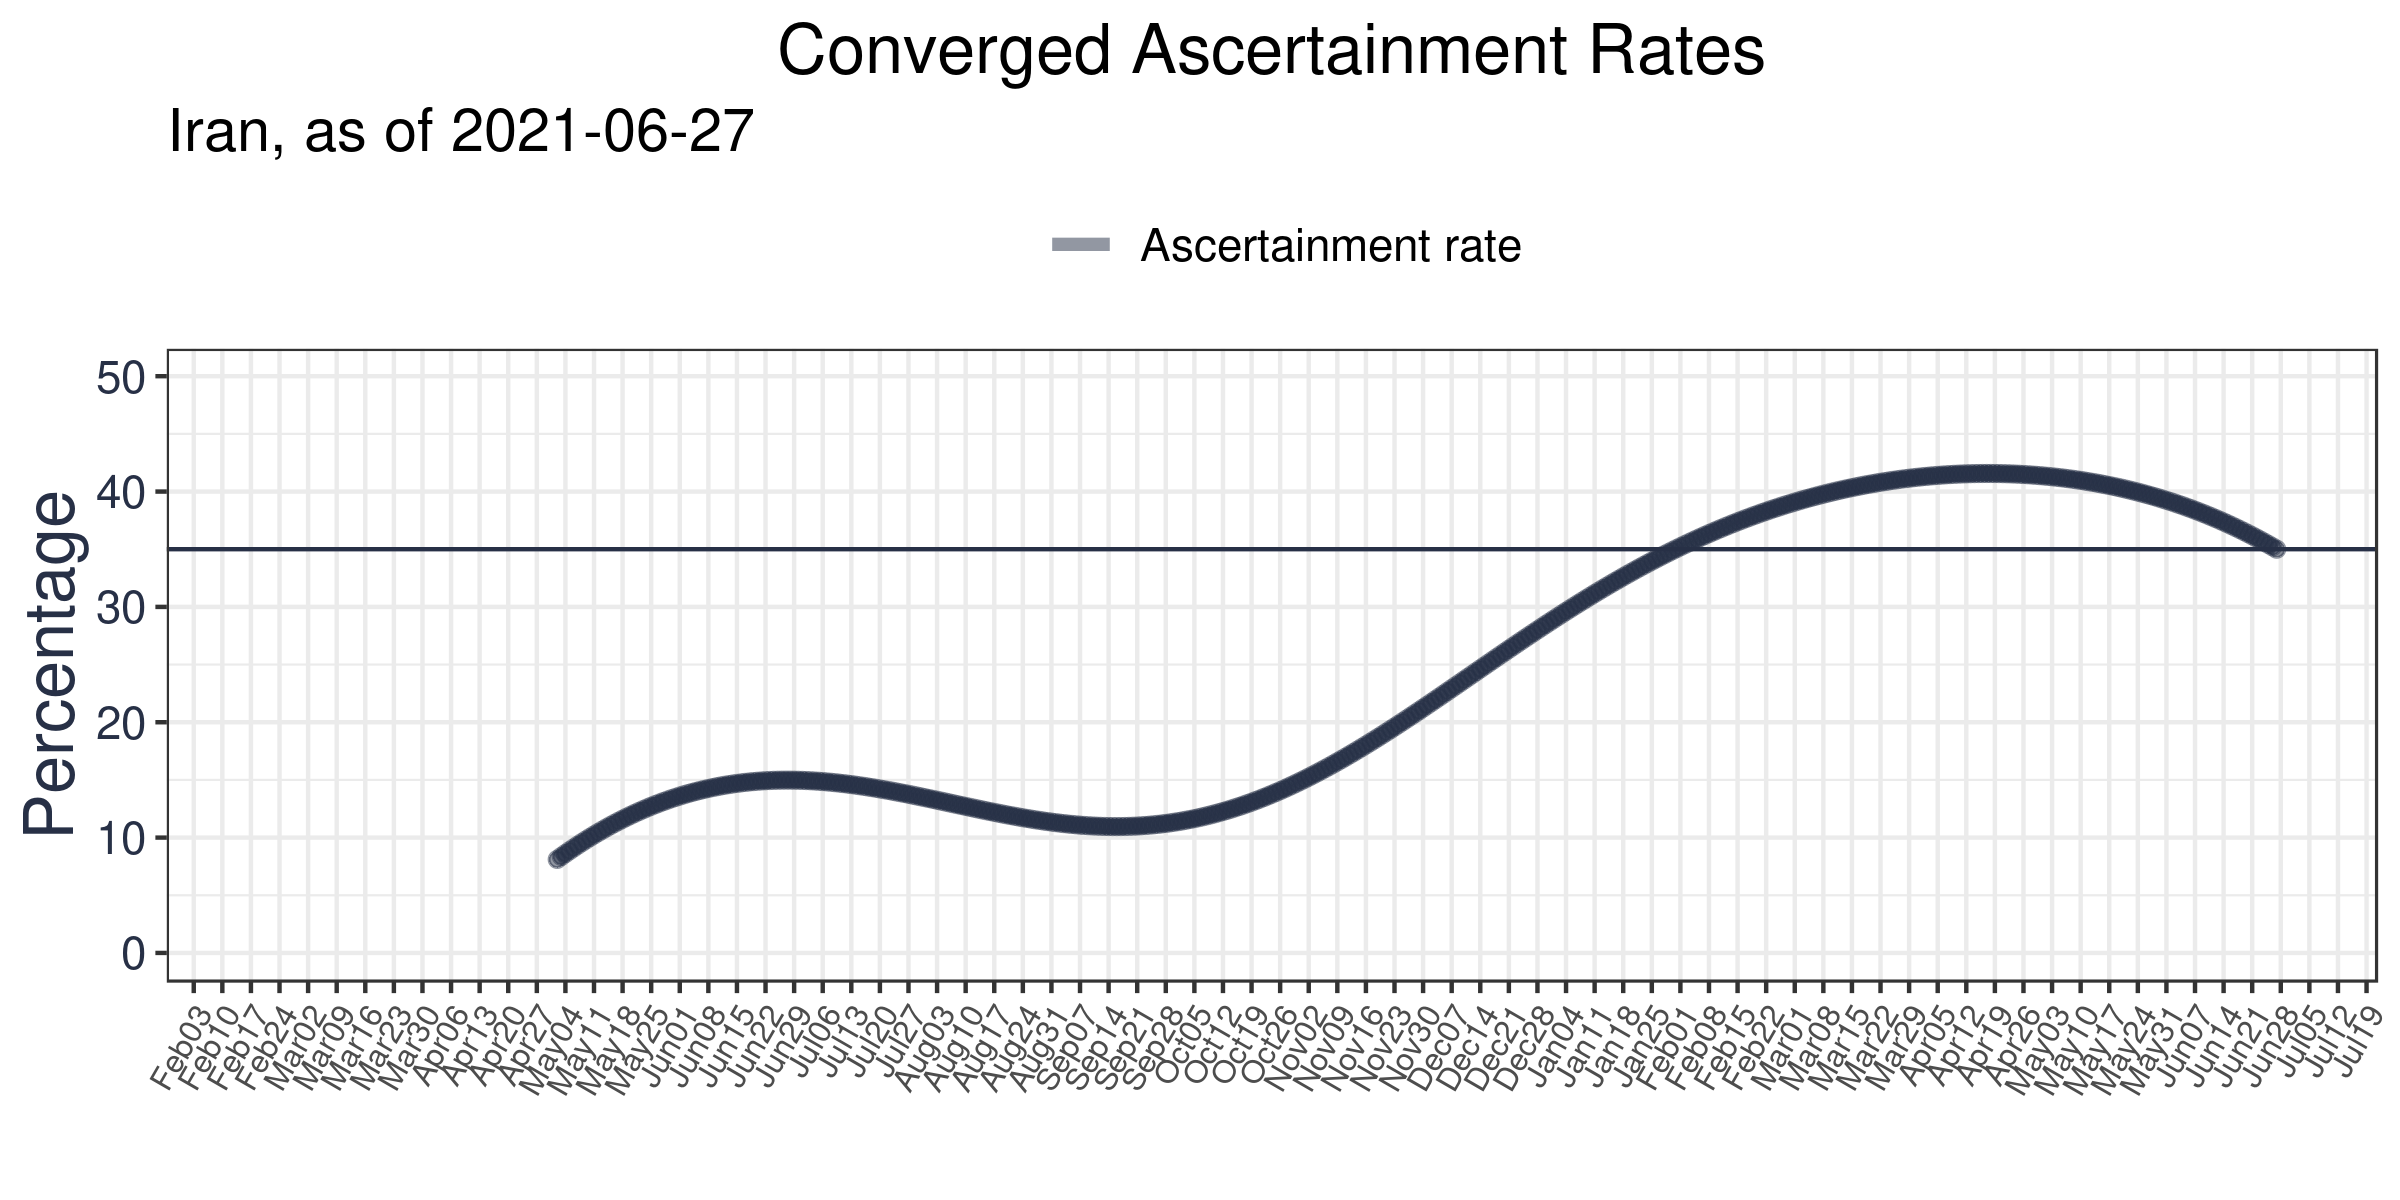 Converged Ascertainment Rates
Iran, as of 2021-06-27
Ascertainment rate
Percentage
50
40
30
20
10
0
Feb03
Feb10
Feb17
Feb24
Mar02
Mar09
Mar16
Mar23
Mar30
Apr06
Apr13
Apr20
Apr27
May04
May11
May18
May25
Jun01
Jun08
Jun15
Jun22
Jun29
Jul06
Jul13
Jul20
Jul27
Aug03
Aug10
Aug17
Aug24
Aug31
Sep07
Sep14
Sep21
Sep28
Oct05
Oct12
Oct19
Oct26
Nov02
Nov09
Nov16
Nov23
Nov30
Dec07
Dec14
Dec21
Dec28
Jan04
Jan11
Jan18
Jan25
Feb01
Feb08
Feb15
Feb22
Mar01
Mar08
Mar15
Mar22
Mar29
Apr05
Apr12
Apr19
Apr26
May03
May10
May17
May24
May31
Jun07
Jun14
Jun21
Jun28
Jul05
Jul12
Jul19